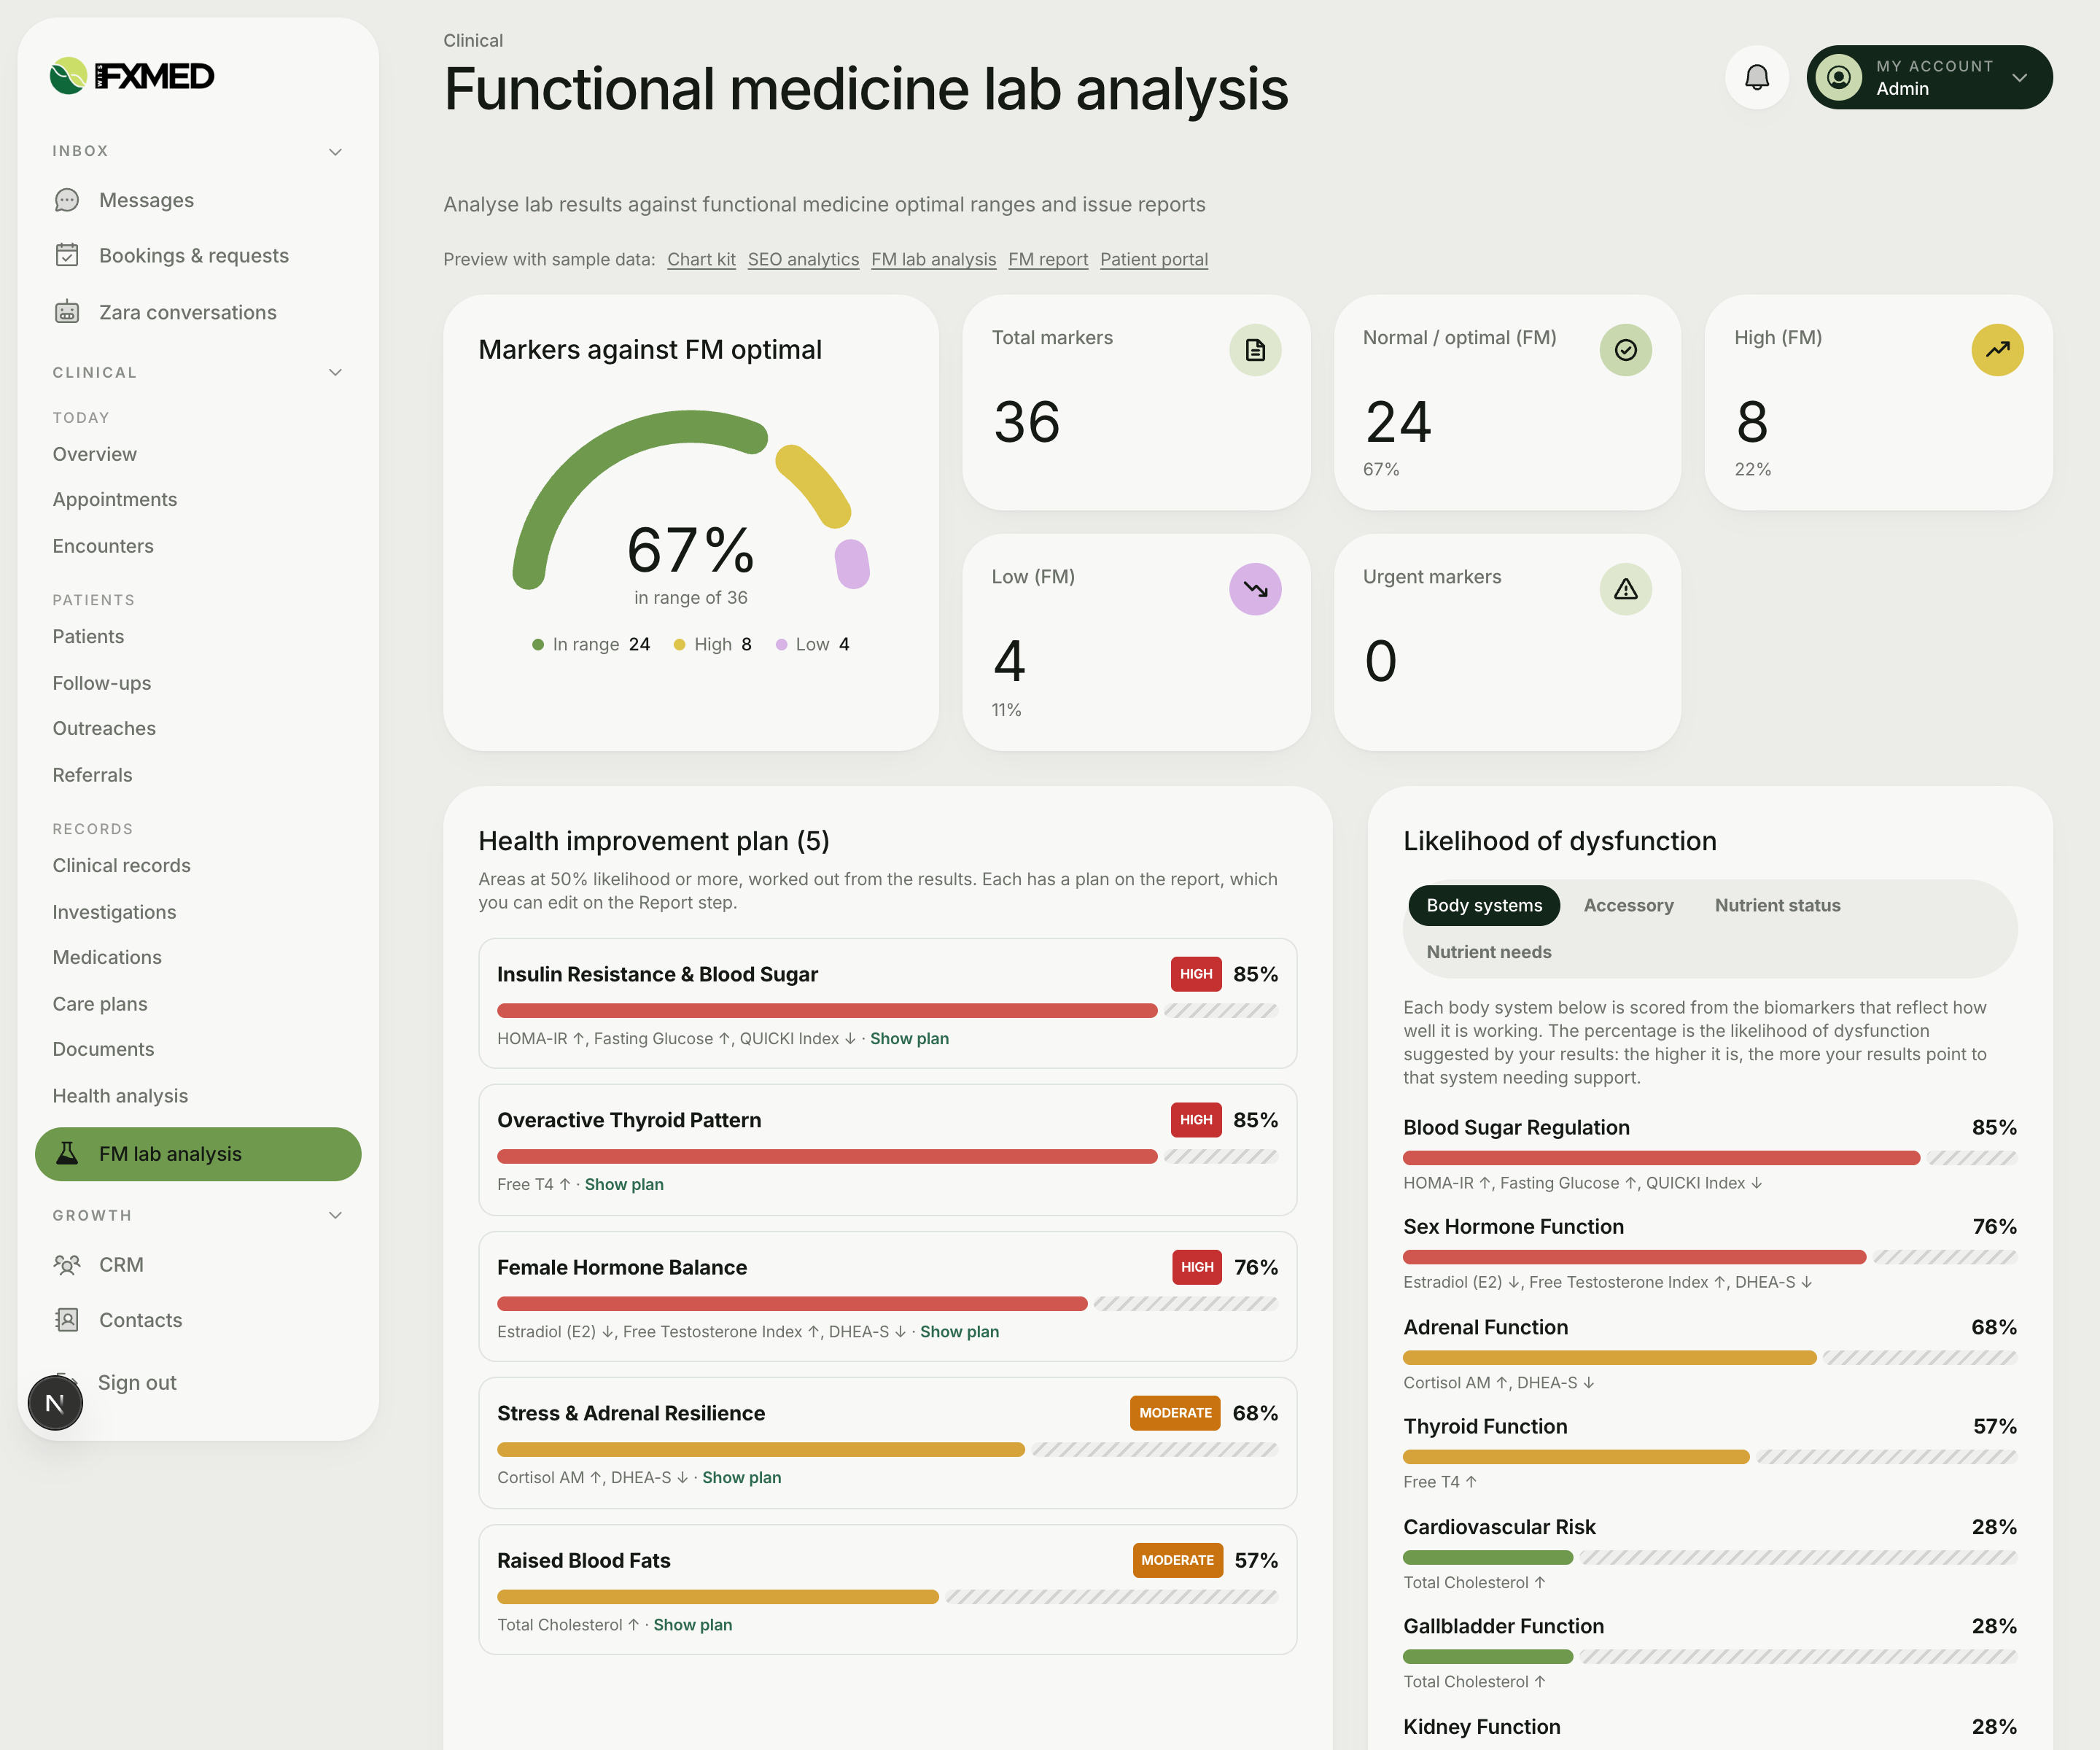 FXMED
INBOX
Messages
Bookings & requests
Zara conversations
CLINICAL
TODAY
Overview
Appointments
Encounters
PATIENTS
Patients
Follow-ups
Outreaches
Referrals
RECORDS
Clinical records
Investigations
Medications
Care plans
Documents
Health analysis
FM lab analysis
GROWTH
CRM
Contacts
Sign out
N
Clinical
Functional medicine lab analysis
MY ACCOUNT
Admin
Analyse lab results against functional medicine optimal ranges and issue reports
Preview with sample data: Chart kit SEO analytics FM lab analysis FM report Patient portal
Markers against FM optimal
67%
in range of 36
In range 24 High 8 Low 4
Total markers
36
Normal / optimal (FM)
24
67%
High (FM)
8
22%
Low (FM)
4
11%
Urgent markers
0
Health improvement plan (5)
Areas at 50% likelihood or more, worked out from the results. Each has a plan on the report, which
you can edit on the Report step.
Insulin Resistance & Blood Sugar HIGH 85%
HOMA-IR ↑, Fasting Glucose ↑, QUICKI Index ↓ · Show plan
Overactive Thyroid Pattern HIGH 85%
Free T4 ↑ · Show plan
Female Hormone Balance HIGH 76%
Estradiol (E2) ↓, Free Testosterone Index ↑, DHEA-S ↓ · Show plan
Stress & Adrenal Resilience MODERATE 68%
Cortisol AM ↑, DHEA-S ↓ · Show plan
Raised Blood Fats MODERATE 57%
Total Cholesterol ↑ · Show plan
Likelihood of dysfunction
Body systems Accessory Nutrient status
Nutrient needs
Each body system below is scored from the biomarkers that reflect how
well it is working. The percentage is the likelihood of dysfunction
suggested by your results: the higher it is, the more your results point to
that system needing support.
Blood Sugar Regulation 85%
HOMA-IR ↑, Fasting Glucose ↑, QUICKI Index ↓
Sex Hormone Function 76%
Estradiol (E2) ↓, Free Testosterone Index ↑, DHEA-S ↓
Adrenal Function 68%
Cortisol AM ↑, DHEA-S ↓
Thyroid Function 57%
Free T4 ↑
Cardiovascular Risk 28%
Total Cholesterol ↑
Gallbladder Function 28%
Total Cholesterol ↑
Kidney Function 28%